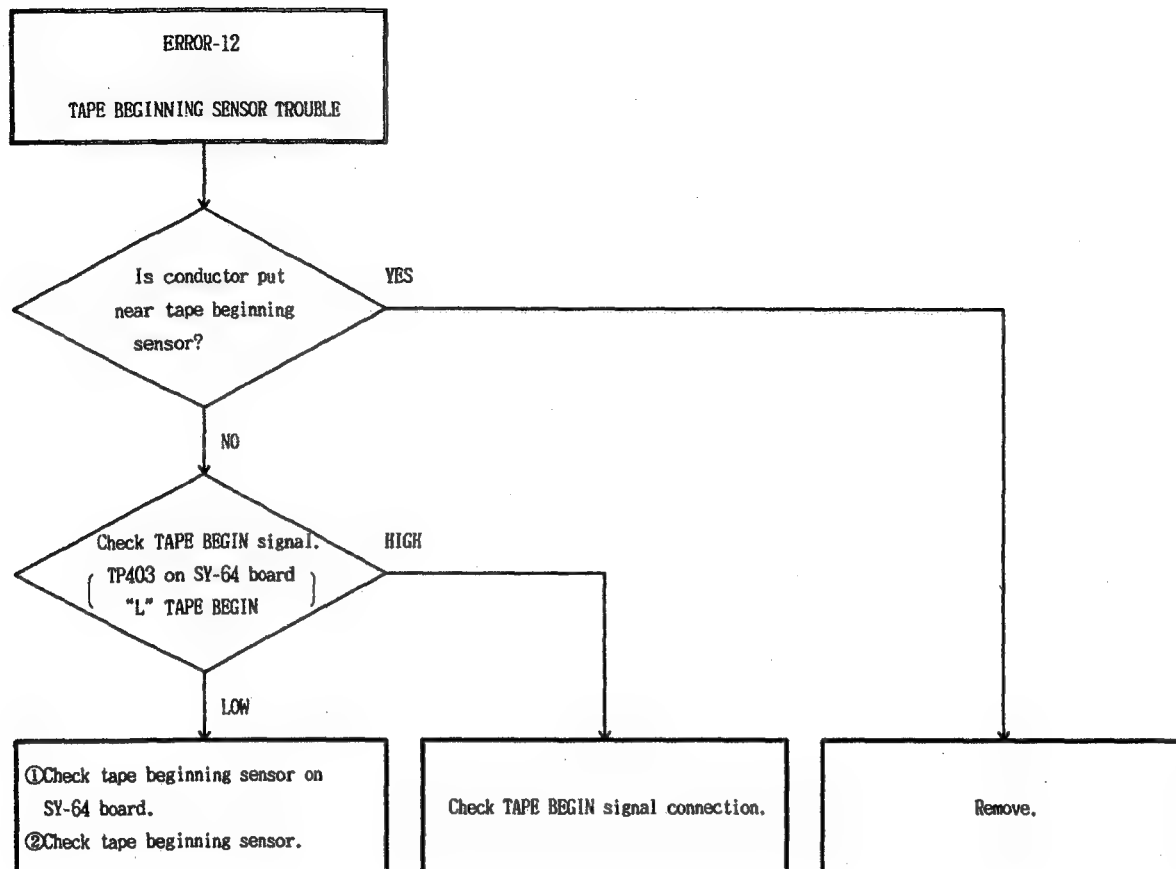 ERROR-12
TAPE BEGINNING SENSOR TROUBLE
Is conductor put
near tape beginning
sensor?
YES
NO
Check TAPE BEGIN signal.
TP403 on SY-64 board
"L" TAPE BEGIN
HIGH
LOW
①Check tape beginning sensor on
SY-64 board.
②Check tape beginning sensor.
Check TAPE BEGIN signal connection.
Remove.